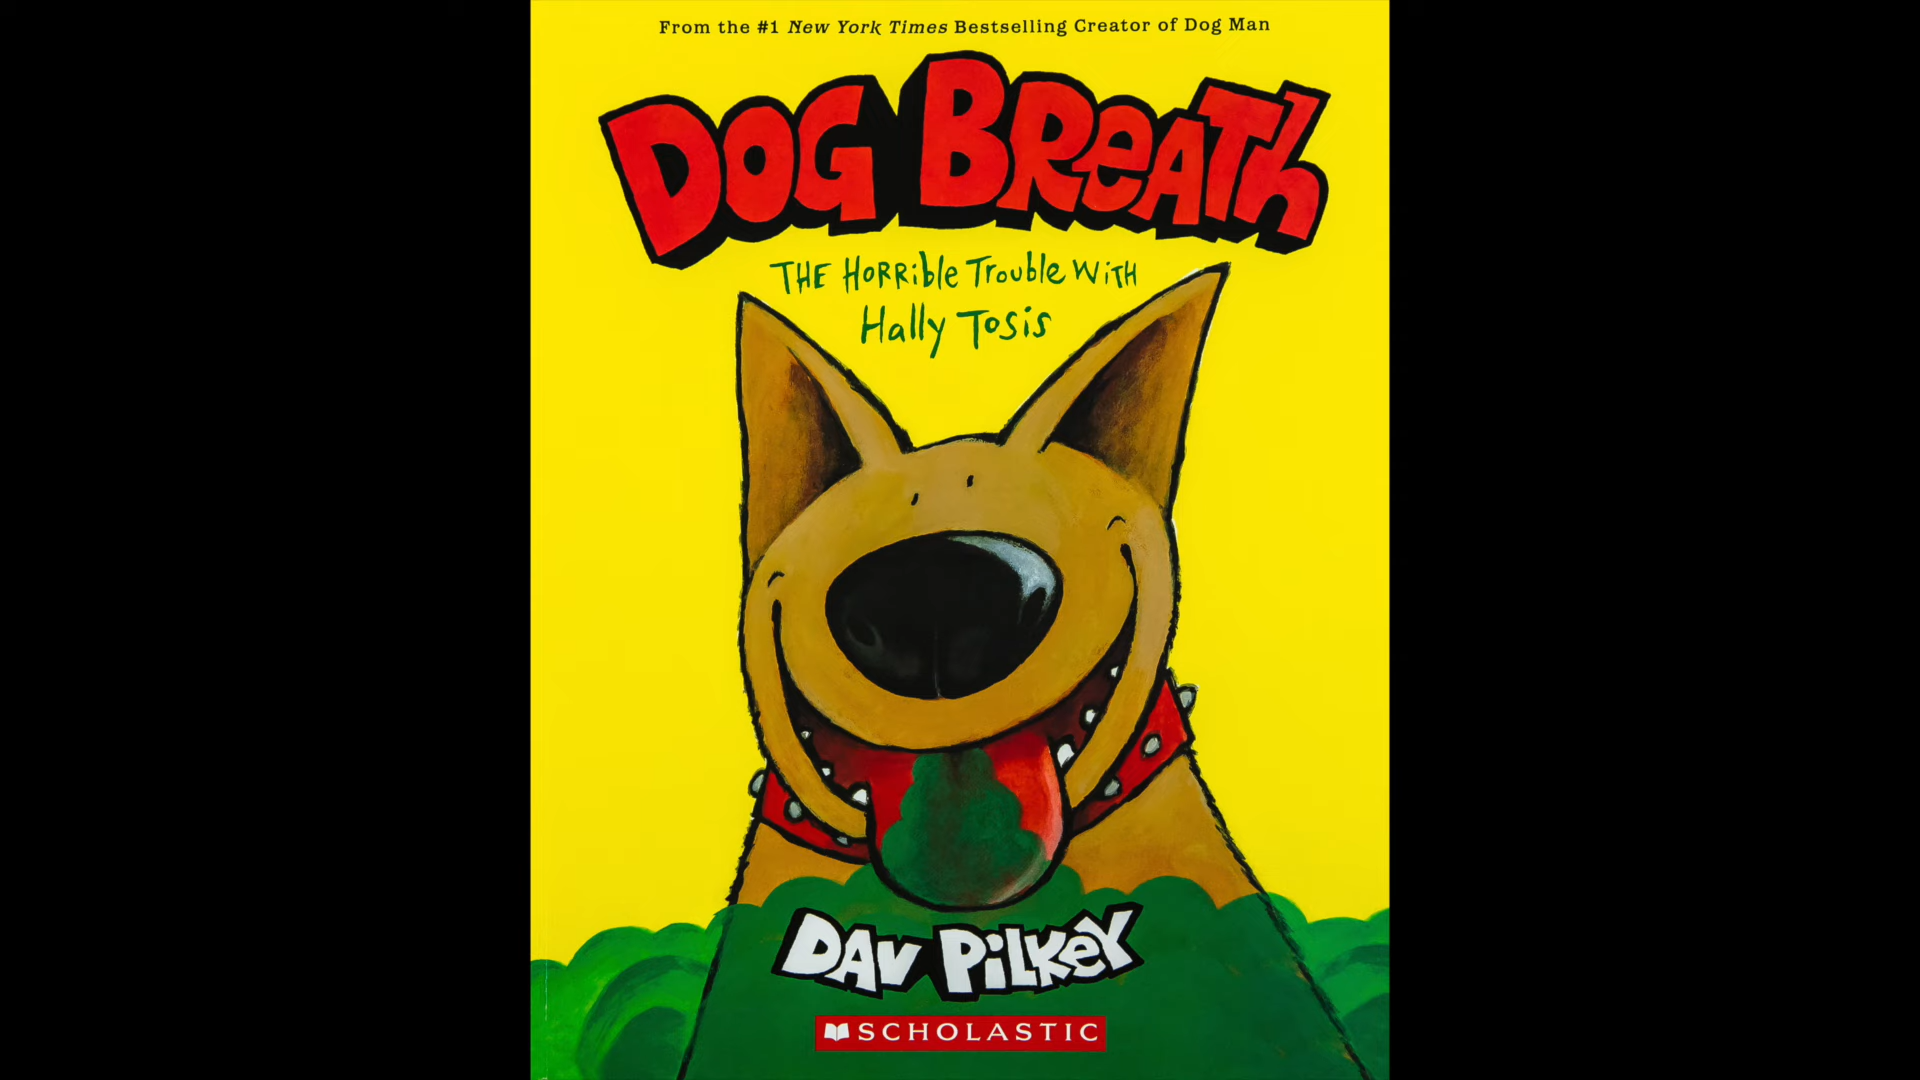 From the #1 New York Times Bestselling Creator of Dog Man
DOG BReATh
THE HoRRible Trouble WiTH
Hally Tosis
DAV PiLKeY
SCHOLASTIC